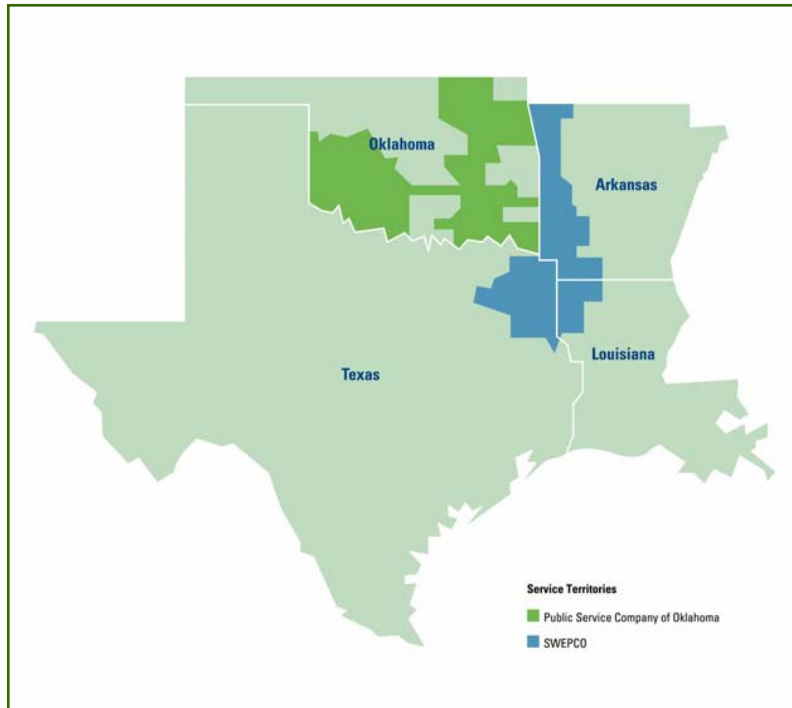 Oklahoma
Arkansas
Texas
Louisiana
Service Territories
Public Service Company of Oklahoma
SWEPCO